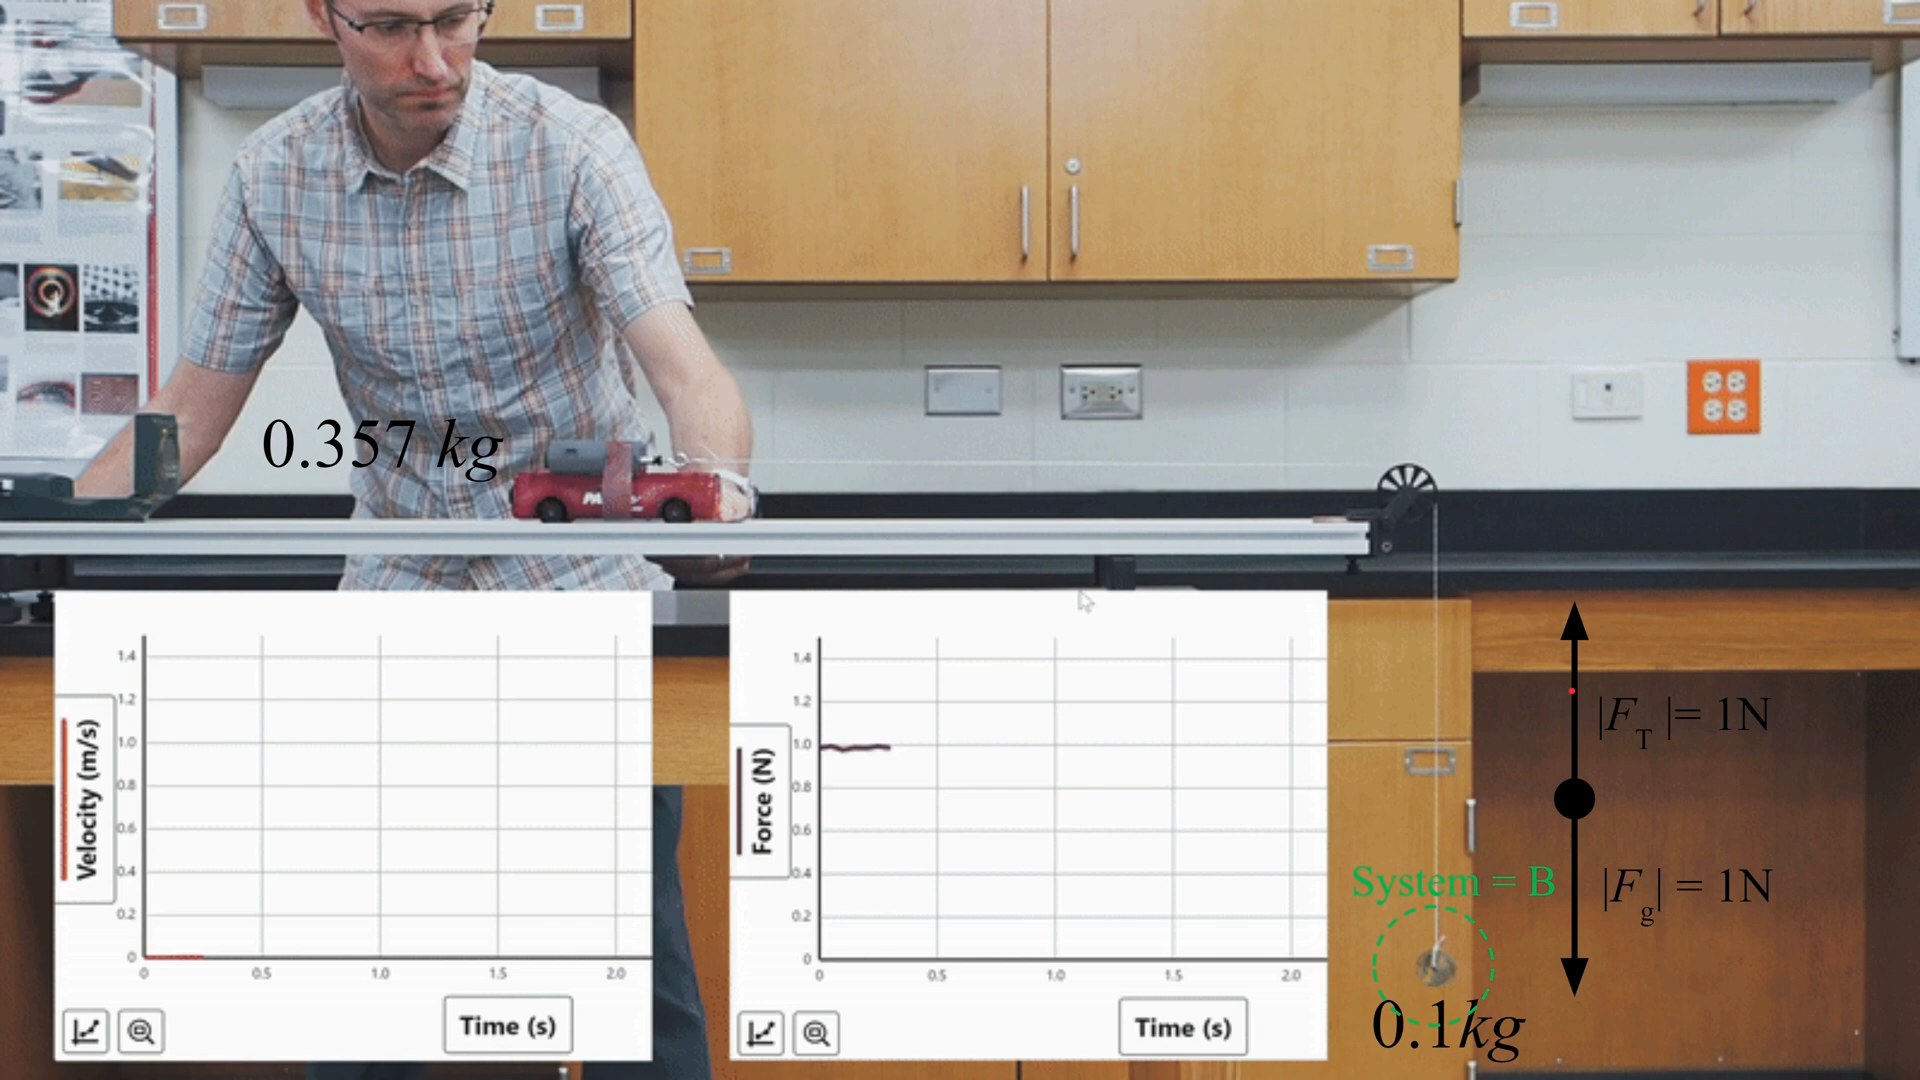 0.357 kg
1.4
1.2
1.0
0.8
0.6
0.4
0.2
0
0
0.5
1.0
1.5
2.0
Velocity (m/s)
Time (s)
1.4
1.2
1.0
0.8
0.6
0.4
0.2
0
0
0.5
1.0
1.5
2.0
Force (N)
Time (s)
|F_T|= 1N
System = B
|F_g| = 1N
0.1kg